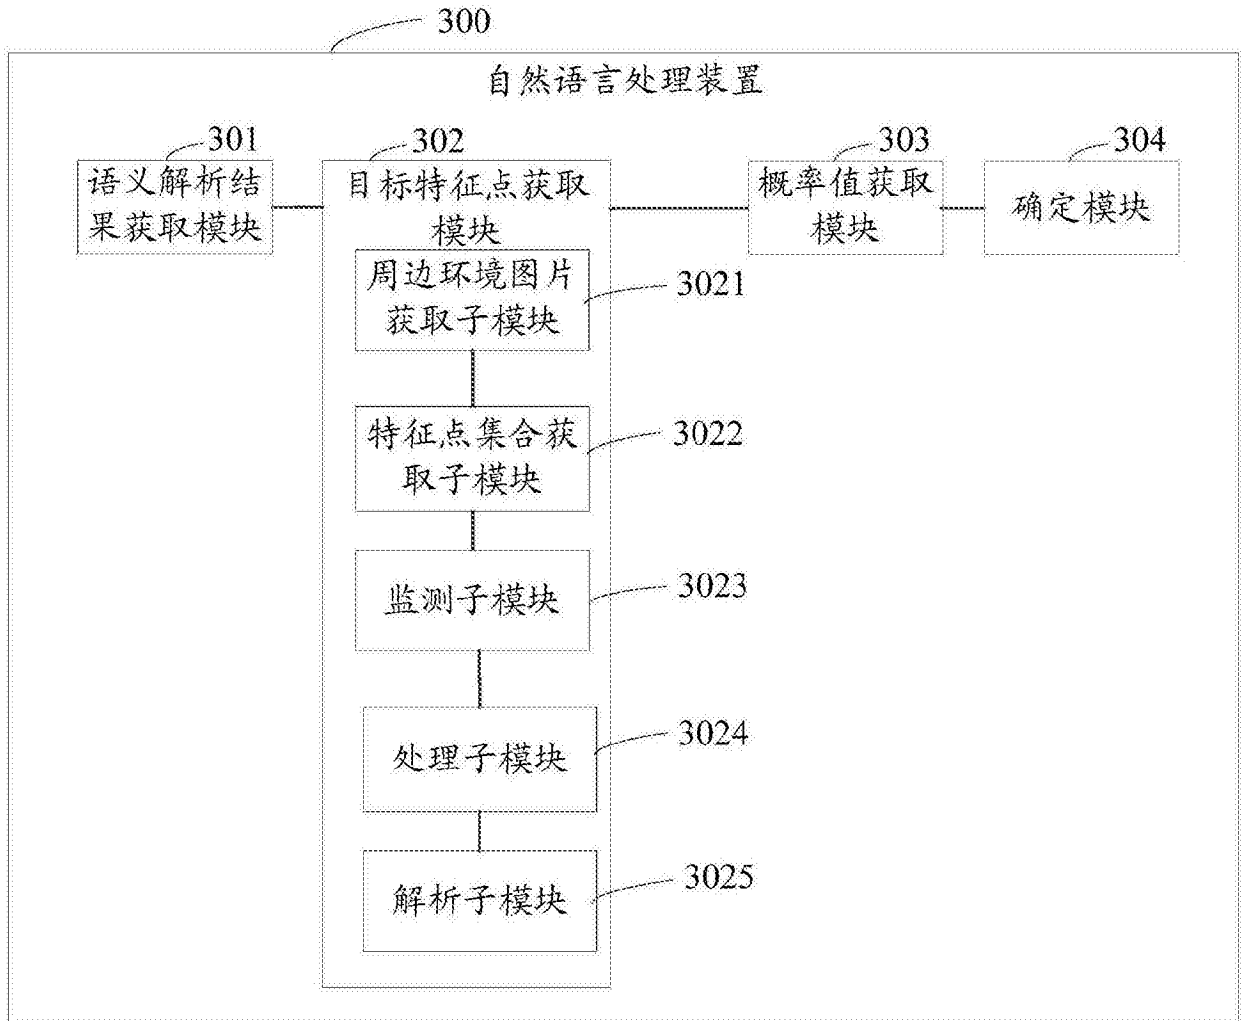 300
自然语言处理装置
301
语义解析结
果获取模块
302
目标特征点获取
模块
303
概率值获取
模块
304
确定模块
周边环境图片
获取子模块
3021
特征点集合获
取子模块
3022
监测子模块
3023
处理子模块
3024
解析子模块
3025